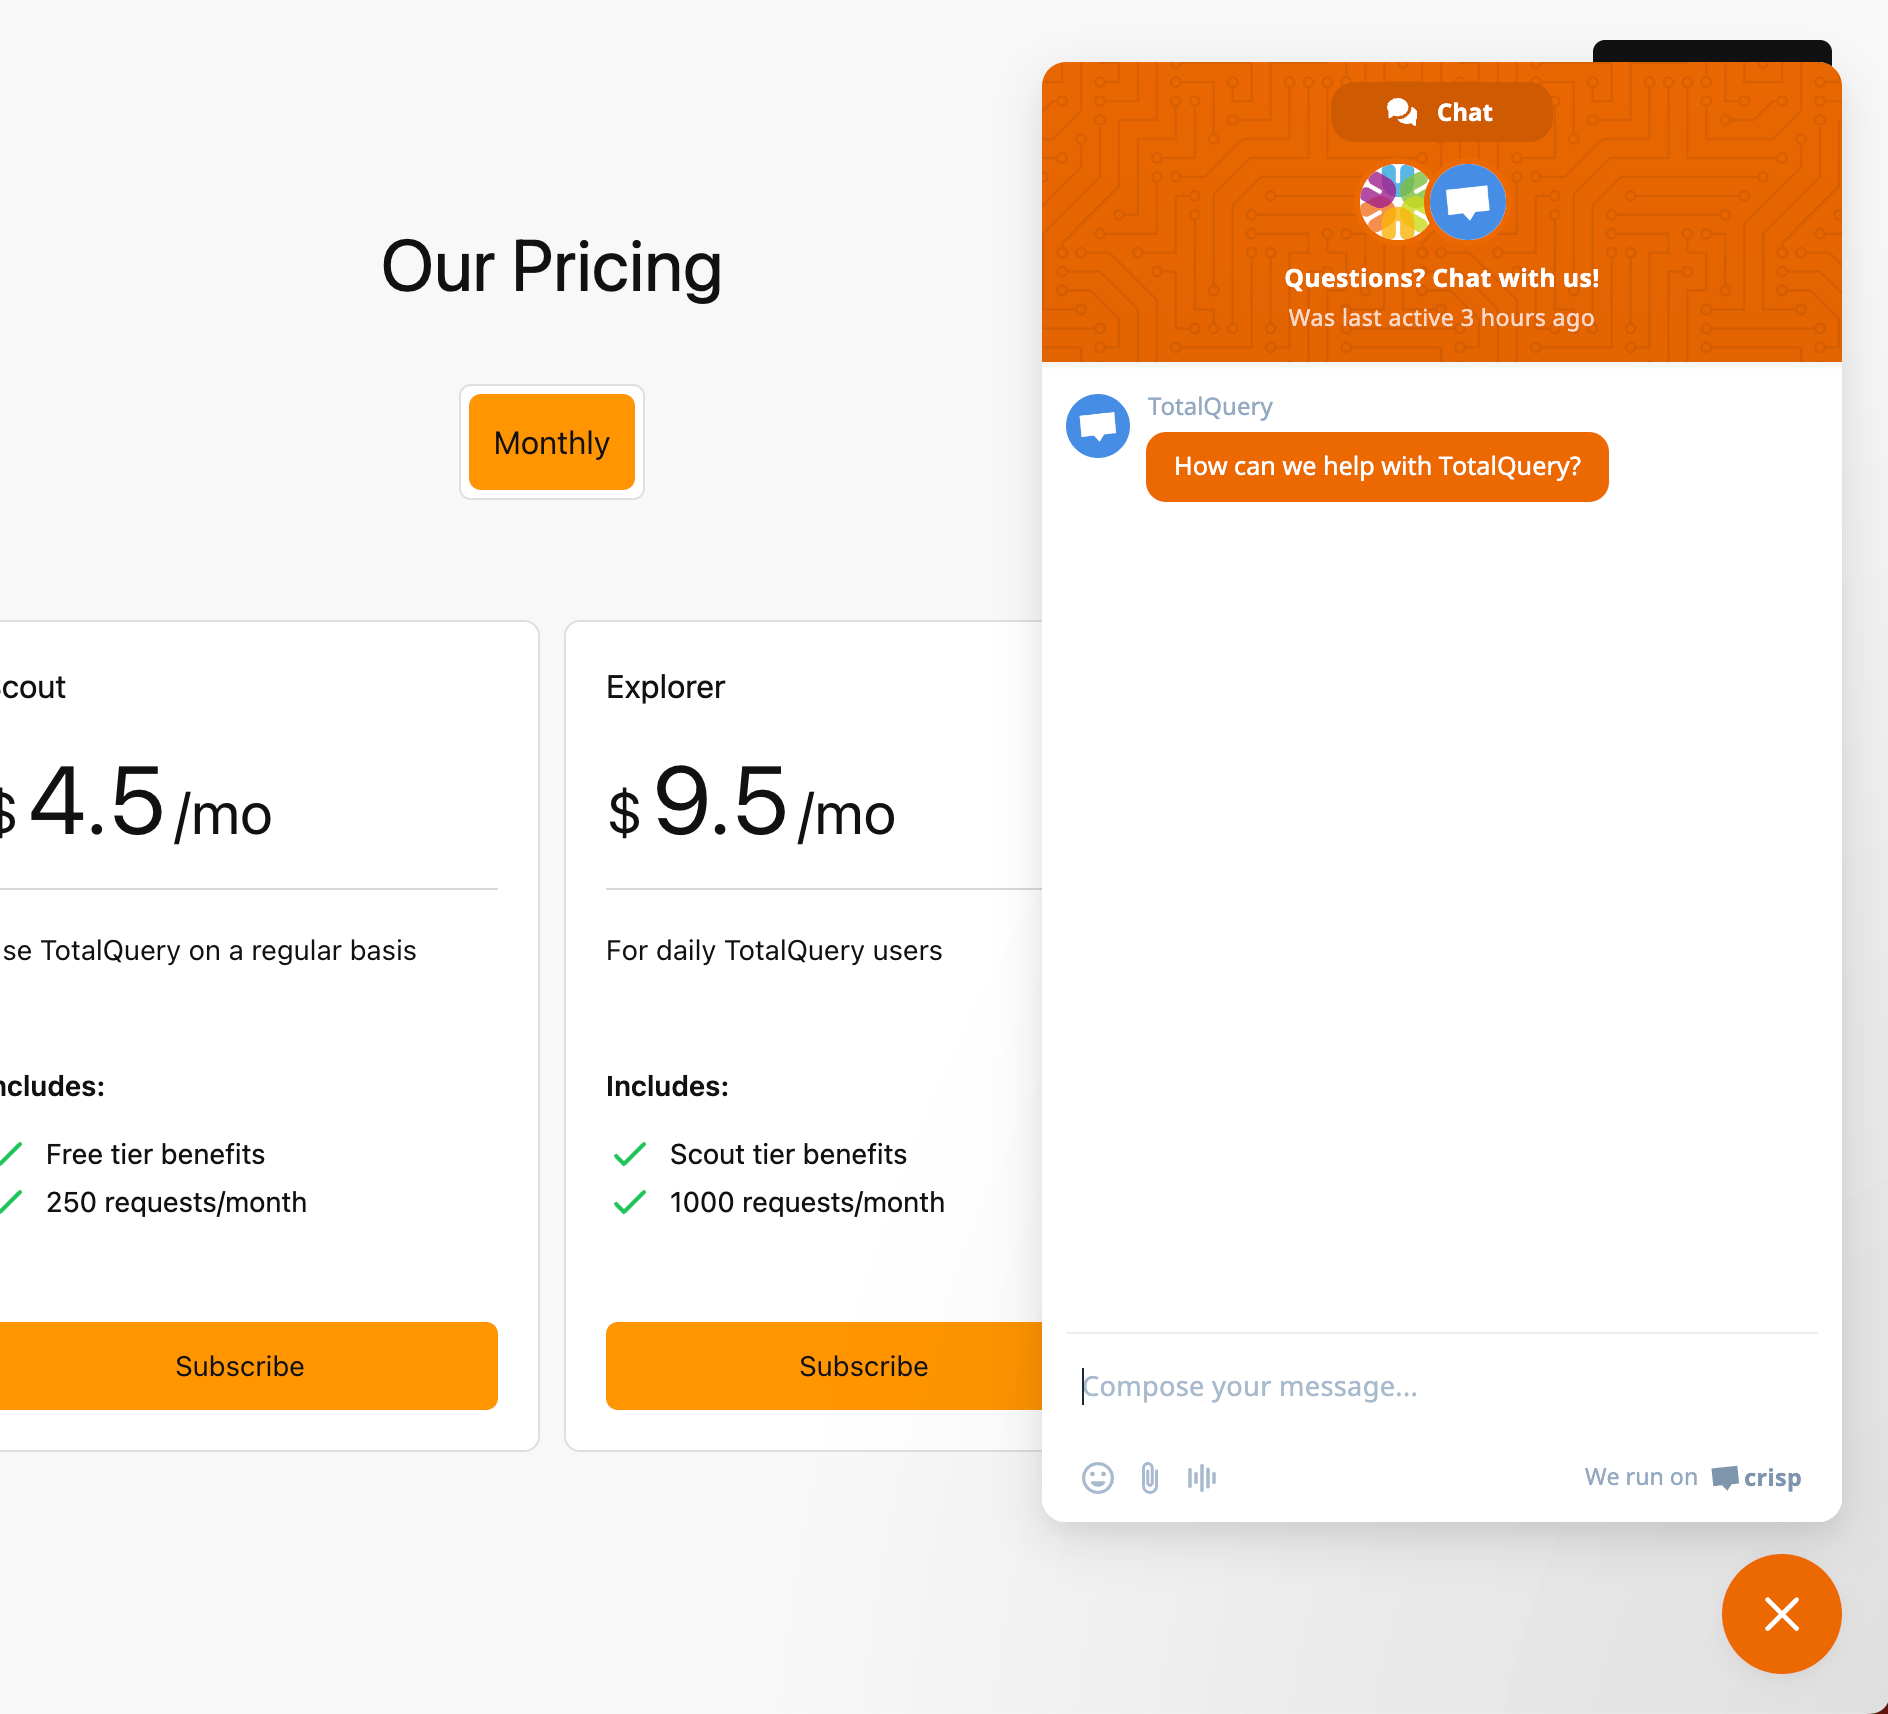 Our Pricing
Monthly
cout
$4.5/mo
se TotalQuery on a regular basis
ncludes:
Free tier benefits
250 requests/month
Subscribe
Explorer
$9.5/mo
For daily TotalQuery users
Includes:
Scout tier benefits
1000 requests/month
Subscribe
Chat
Questions? Chat with us!
Was last active 3 hours ago
TotalQuery
How can we help with TotalQuery?
Compose your message...
We run on crisp